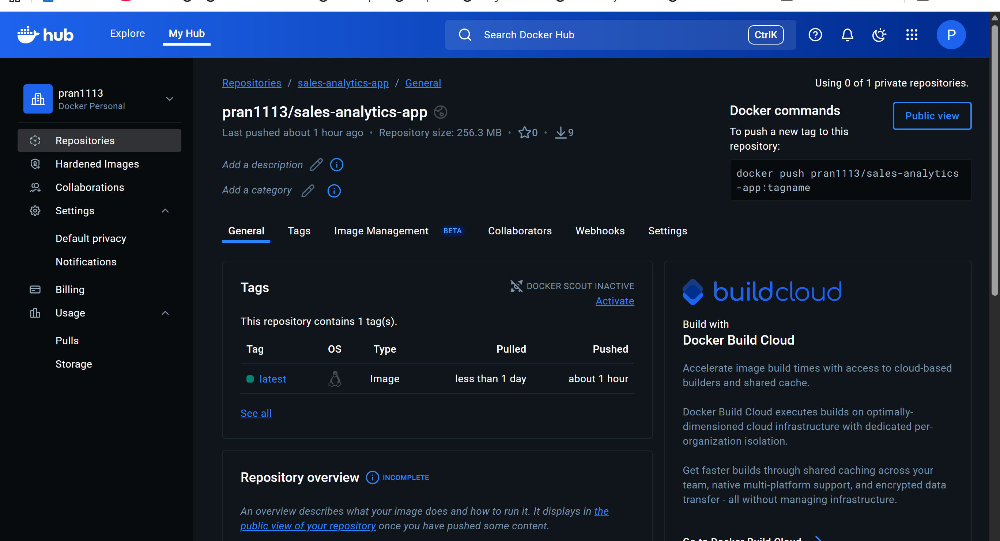 hub
Explore
My Hub
Search Docker Hub
CtrlK
P
pran1113
Docker Personal
Repositories
Hardened Images
Collaborations
Settings
Default privacy
Notifications
Billing
Usage
Pulls
Storage
Repositories / sales-analytics-app / General
Using 0 of 1 private repositories.
pran1113/sales-analytics-app
Last pushed about 1 hour ago • Repository size: 256.3 MB • 0 • 9
Add a description
Add a category
Docker commands
Public view
To push a new tag to this
repository:
docker push pran1113/sales-analytics
-app:tagname
General
Tags
Image Management BETA
Collaborators
Webhooks
Settings
Tags
DOCKER SCOUT INACTIVE
Activate
This repository contains 1 tag(s).
Tag OS Type Pulled Pushed
latest Image less than 1 day about 1 hour
See all
Repository overview INCOMPLETE
An overview describes what your image does and how to run it. It displays in the
public view of your repository once you have pushed some content.
buildcloud
Build with
Docker Build Cloud
Accelerate image build times with access to cloud-based
builders and shared cache.
Docker Build Cloud executes builds on optimally-
dimensioned cloud infrastructure with dedicated per-
organization isolation.
Get faster builds through shared caching across your
team, native multi-platform support, and encrypted data
transfer - all without managing infrastructure.
Go to Docker Build Cloud